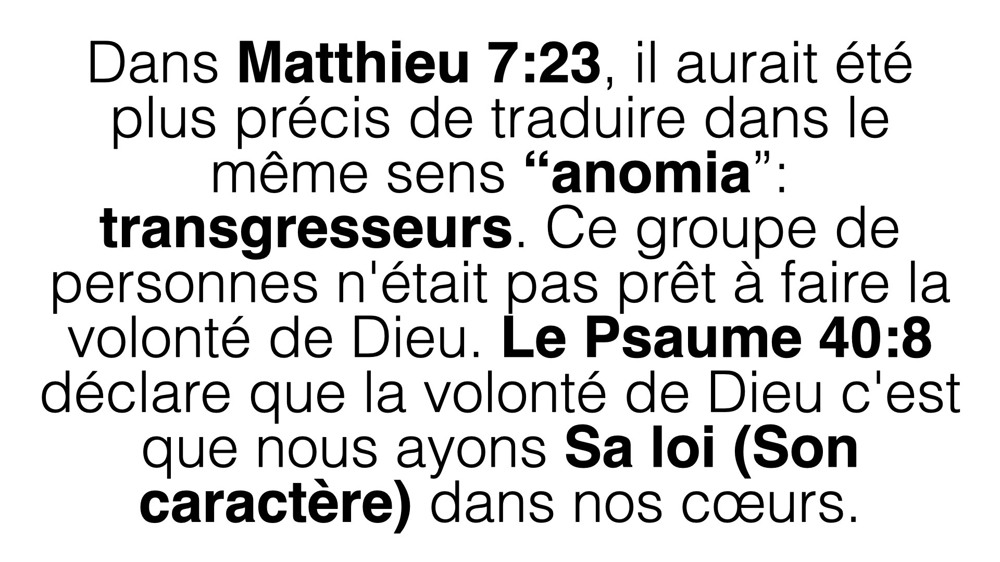 Dans Matthieu 7:23, il aurait été
plus précis de traduire dans le
même sens “anomia”:
transgresseurs. Ce groupe de
personnes n'était pas prêt à faire la
volonté de Dieu. Le Psaume 40:8
déclare que la volonté de Dieu c'est
que nous ayons Sa loi (Son
caractère) dans nos cœurs.